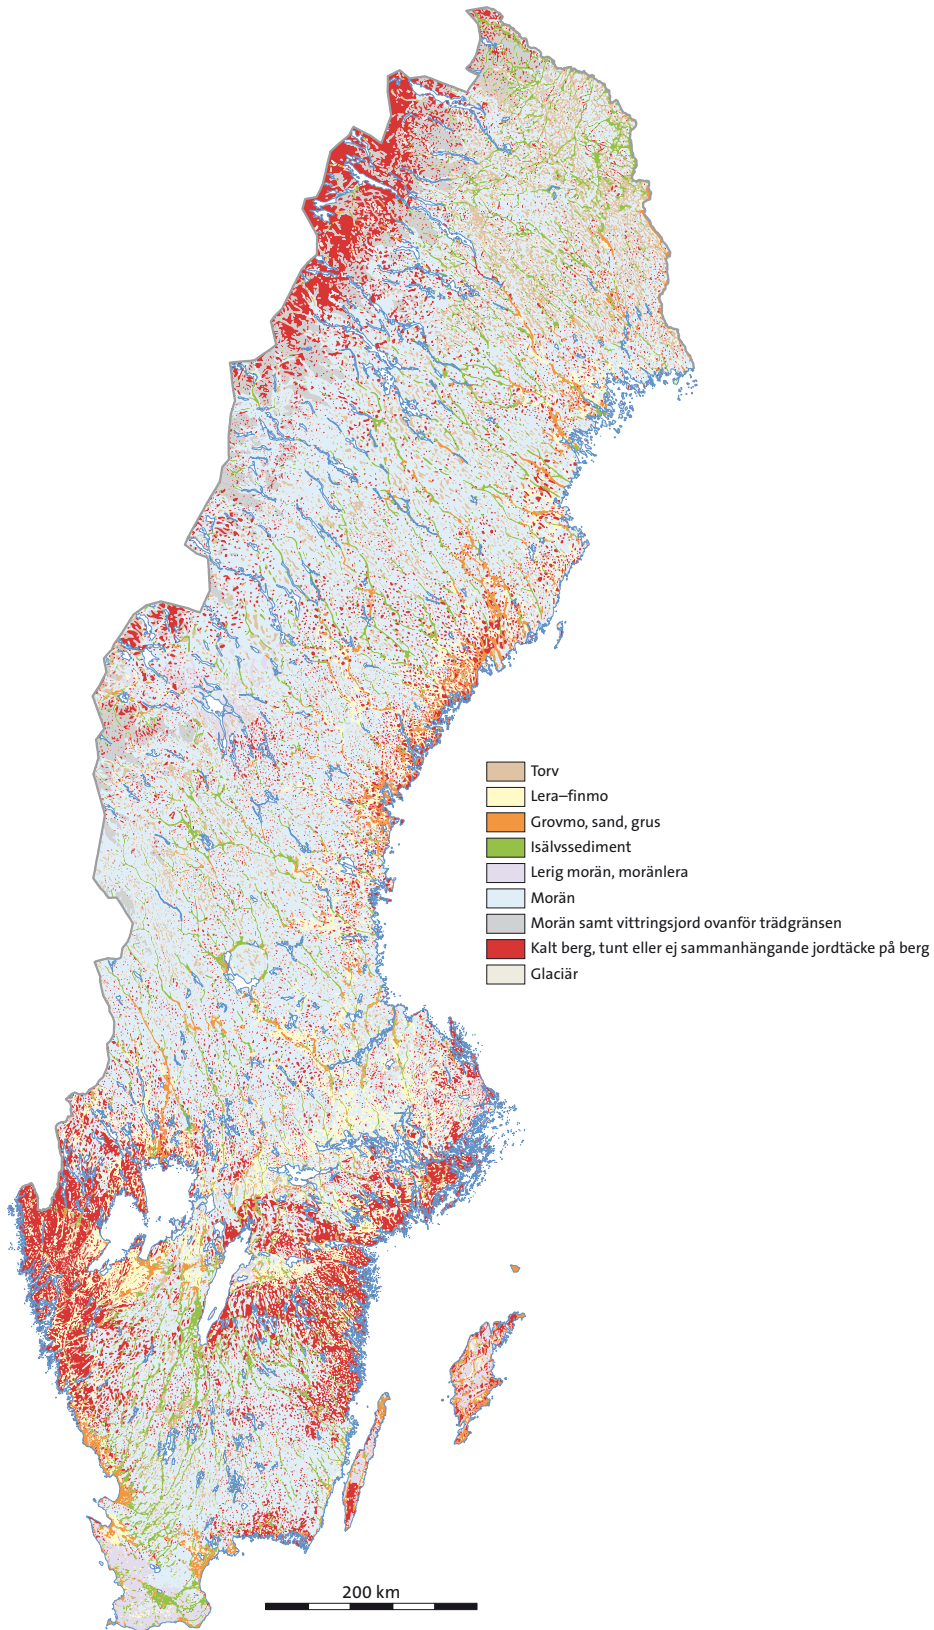 Torv
Lera–finmo
Grovmo, sand, grus
Isälvssediment
Lerig morän, moränlera
Morän
Morän samt vittringsjord ovanför trädgränsen
Kalt berg, tunt eller ej sammanhängande jordtäcke på berg
Glaciär
200 km